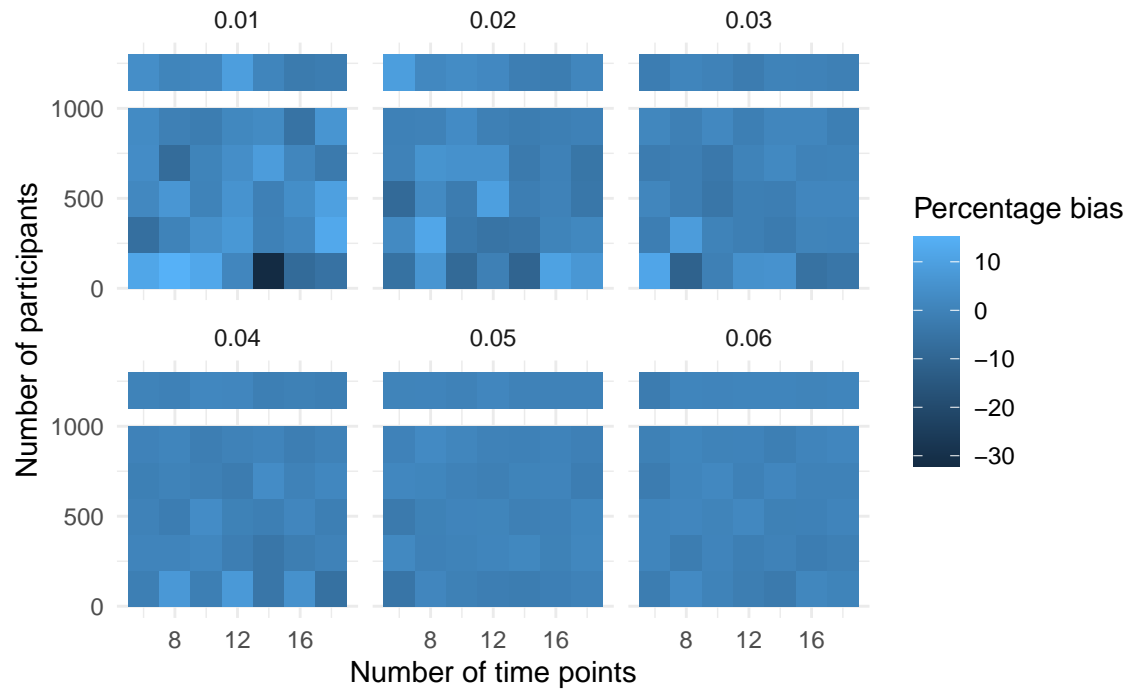 0.01 0.02 0.03
1000
500
0
0.04 0.05 0.06
1000
500
0
8 12 16 8 12 16 8 12 16
Number of time points
Number of participants
Percentage bias
10
0
−10
−20
−30